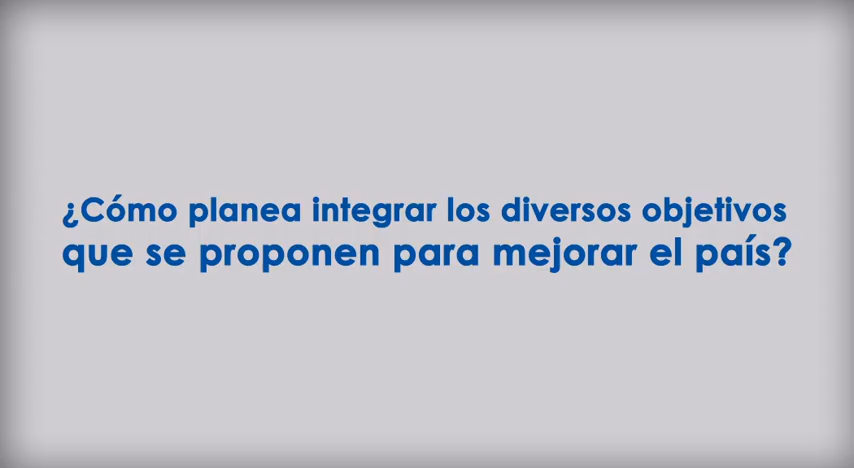 ¿Cómo planea integrar los diversos objetivos
que se proponen para mejorar el país?